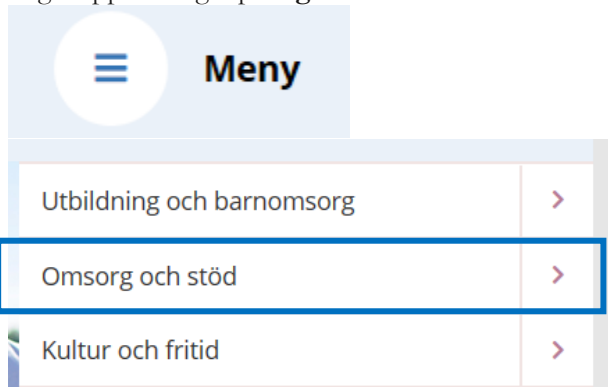 Meny
Utbildning och barnomsorg
Omsorg och stöd
Kultur och fritid